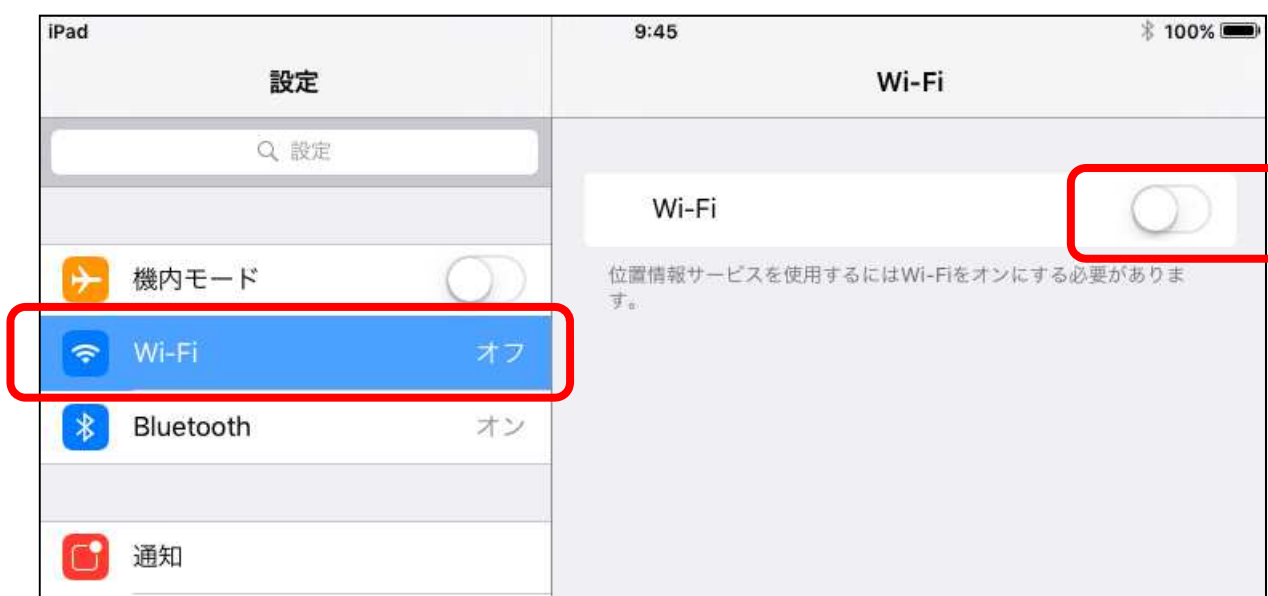 iPad
9:45
100%
設定
Wi-Fi
設定
Wi-Fi
位置情報サービスを使用するにはWi-Fiをオンにする必要がありま
す。
機内モード
Wi-Fi オフ
Bluetooth オン
通知